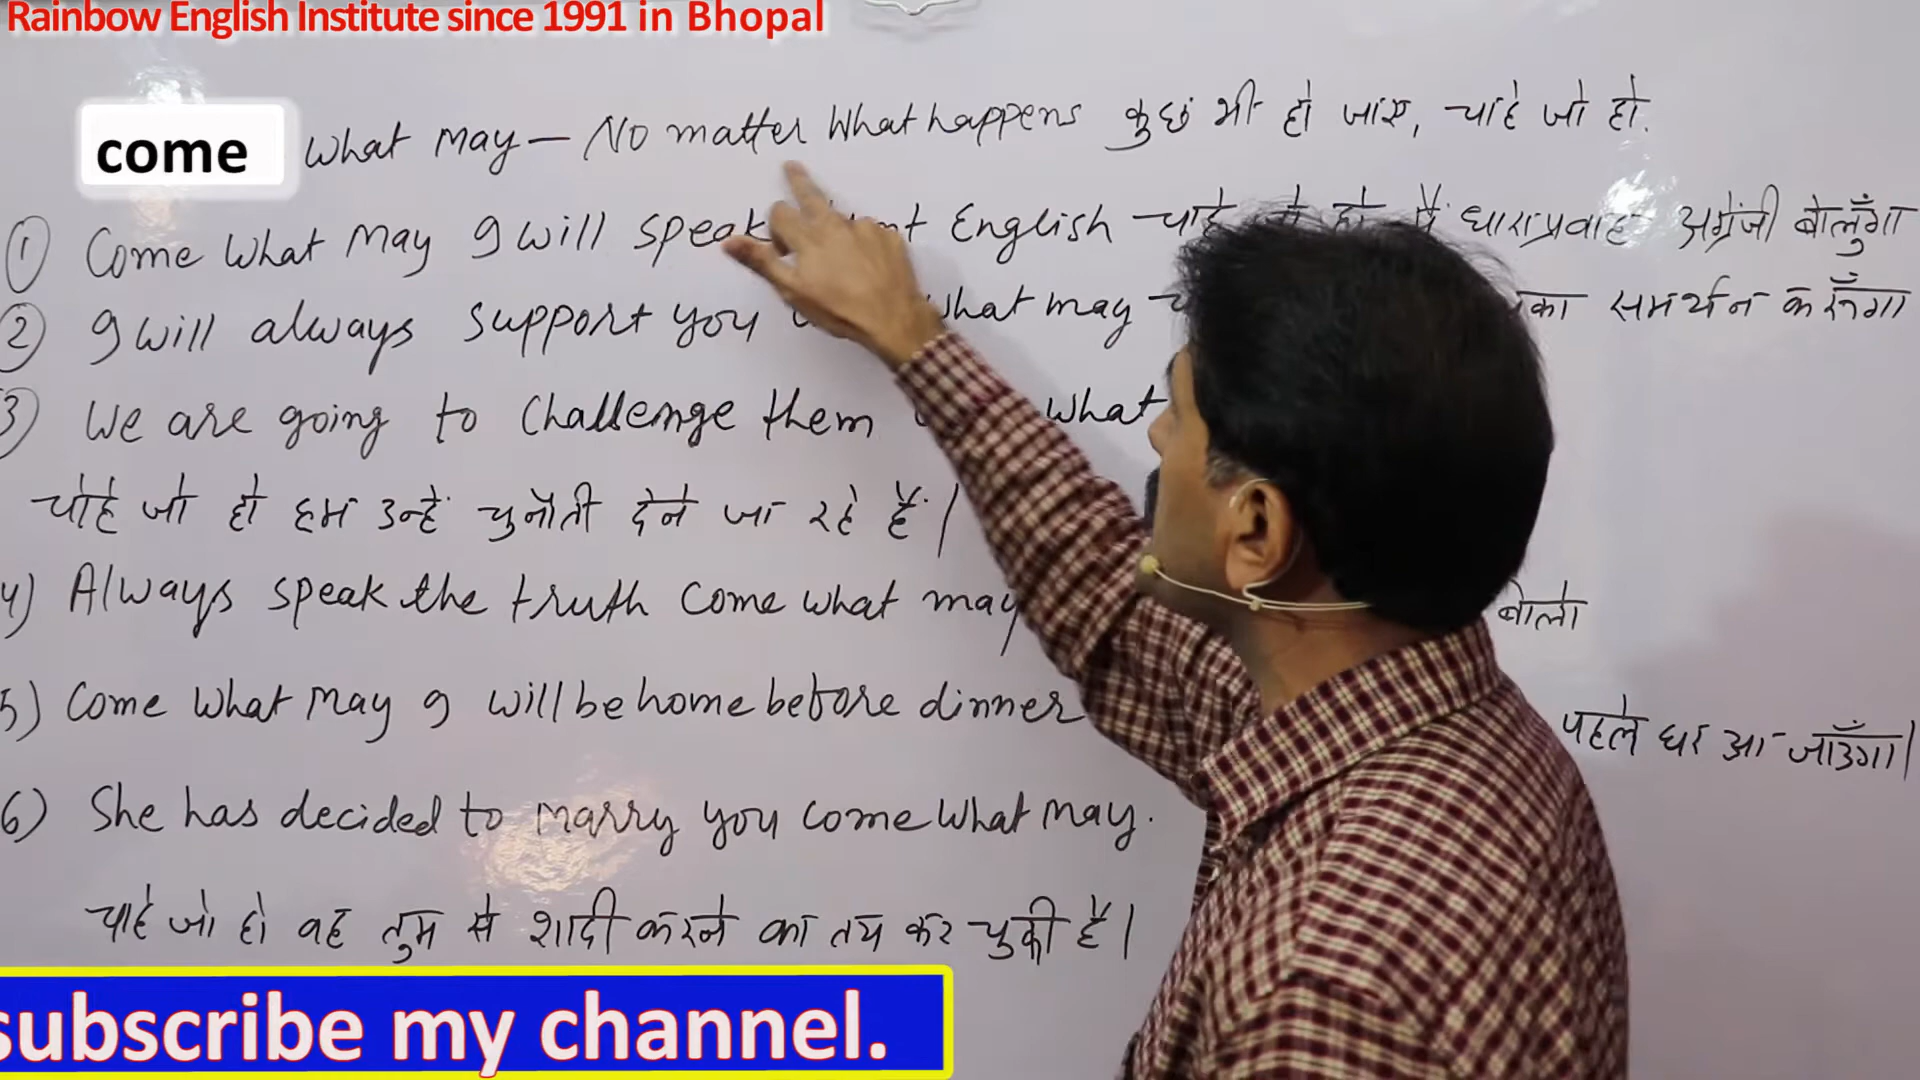 Rainbow English Institute since 1991 in Bhopal
come what may – No matter what happens कुछ भी हो जाए, चाहे जो हो.
① Come what may I will speak English चाहे जो हो मैं धाराप्रवाह अंग्रेजी बोलुँगा
② I will always support you what may समर्थन करूँगा
3 We are going to challenge them what
चाहे जो हो हम उन्हें चुनौती देने जा रहे हैं।
4) Always speak the truth come what may बोलो
5) Come what may I will be home before dinner पहले घर आ जाउँगा।
6) She has decided to marry you come what may.
चाहे जो हो वह तुम से शादी करने का तय कर चुकी है।
subscribe my channel.